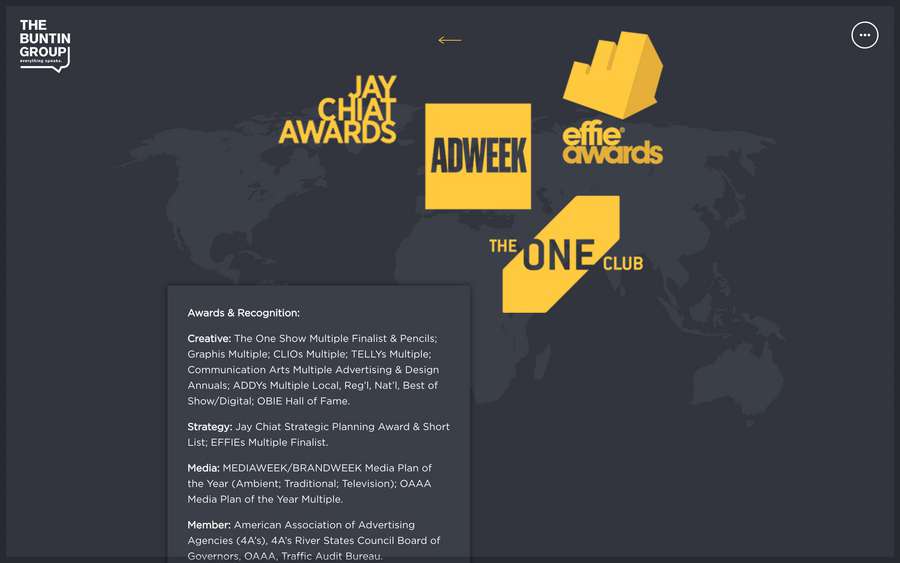 THE
BUNTIN
GROUP
everything speaks.
JAY
CHIAT
AWARDS
ADWEEK
effie®
awards
THE ONE CLUB
Awards & Recognition:
Creative: The One Show Multiple Finalist & Pencils;
Graphis Multiple; CLIOs Multiple; TELLYs Multiple;
Communication Arts Multiple Advertising & Design
Annuals; ADDYs Multiple Local, Reg'l, Nat'l, Best of
Show/Digital; OBIE Hall of Fame.
Strategy: Jay Chiat Strategic Planning Award & Short
List; EFFIEs Multiple Finalist.
Media: MEDIAWEEK/BRANDWEEK Media Plan of
the Year (Ambient; Traditional; Television); OAAA
Media Plan of the Year Multiple.
Member: American Association of Advertising
Agencies (4A's), 4A's River States Council Board of
Governors, OAAA, Traffic Audit Bureau.